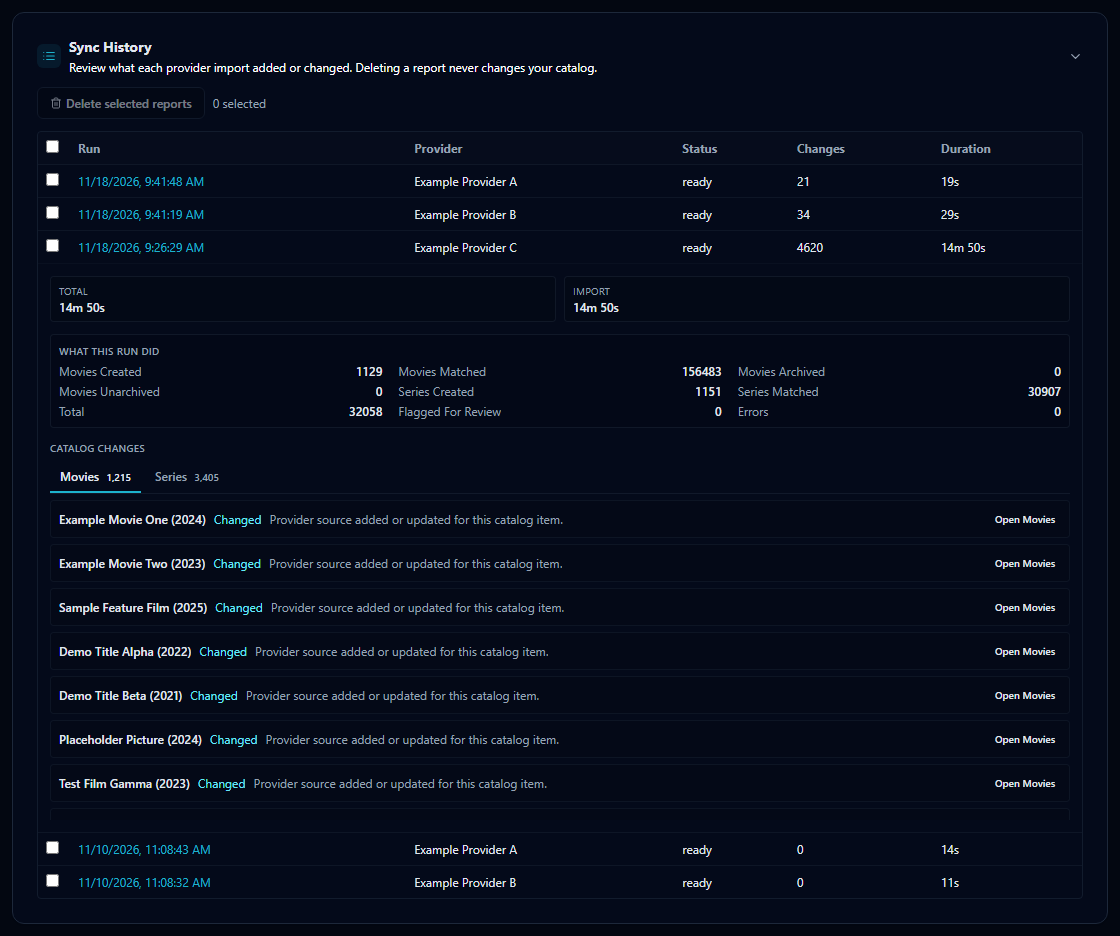 Sync History
Review what each provider import added or changed. Deleting a report never changes your catalog.
Delete selected reports 0 selected
Run Provider Status Changes Duration
11/18/2026, 9:41:48 AM Example Provider A ready 21 19s
11/18/2026, 9:41:19 AM Example Provider B ready 34 29s
11/18/2026, 9:26:29 AM Example Provider C ready 4620 14m 50s
TOTAL IMPORT
14m 50s 14m 50s
WHAT THIS RUN DID
Movies Created 1129 Movies Matched 156483 Movies Archived 0
Movies Unarchived 0 Series Created 1151 Series Matched 30907
Total 32058 Flagged For Review 0 Errors 0
CATALOG CHANGES
Movies 1,215 Series 3,405
Example Movie One (2024) Changed Provider source added or updated for this catalog item. Open Movies
Example Movie Two (2023) Changed Provider source added or updated for this catalog item. Open Movies
Sample Feature Film (2025) Changed Provider source added or updated for this catalog item. Open Movies
Demo Title Alpha (2022) Changed Provider source added or updated for this catalog item. Open Movies
Demo Title Beta (2021) Changed Provider source added or updated for this catalog item. Open Movies
Placeholder Picture (2024) Changed Provider source added or updated for this catalog item. Open Movies
Test Film Gamma (2023) Changed Provider source added or updated for this catalog item. Open Movies
11/10/2026, 11:08:43 AM Example Provider A ready 0 14s
11/10/2026, 11:08:32 AM Example Provider B ready 0 11s